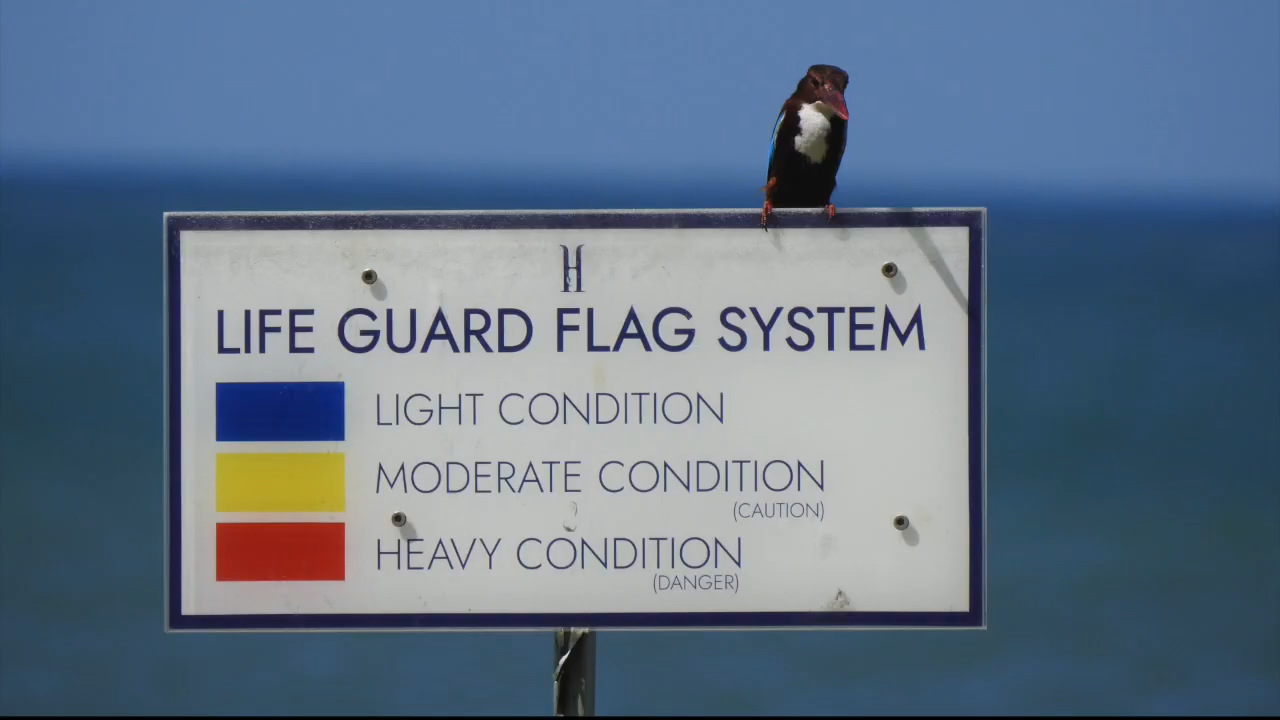 H
LIFE GUARD FLAG SYSTEM
LIGHT CONDITION
MODERATE CONDITION
(CAUTION)
HEAVY CONDITION
(DANGER)